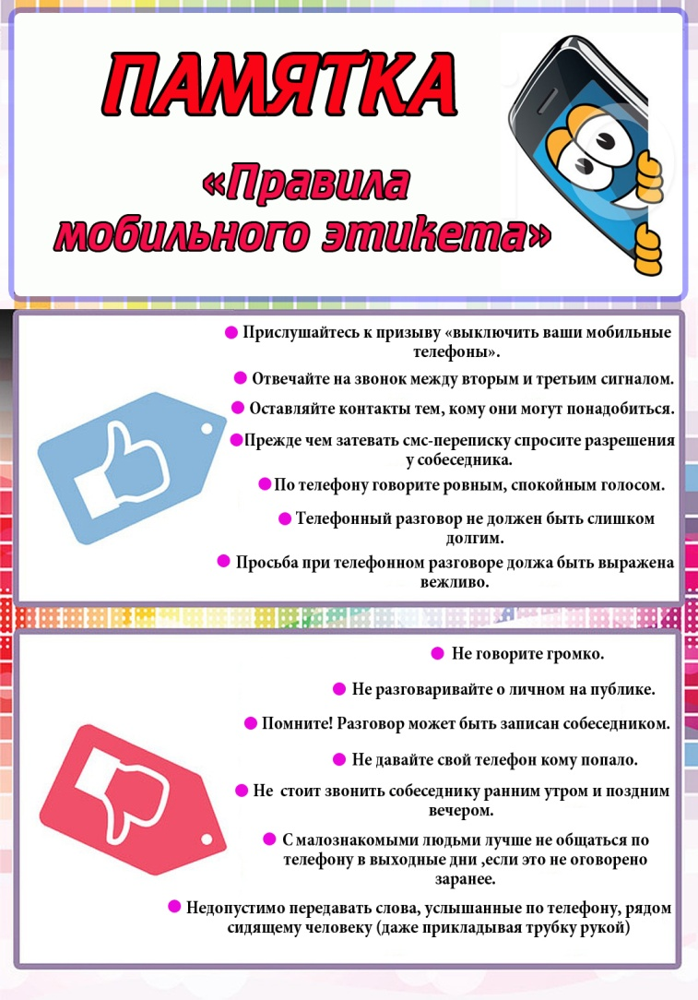 ПАМЯТКА
«Правила
мобильного этикета»
Прислушайтесь к призыву «выключить ваши мобильные
телефоны».
Отвечайте на звонок между вторым и третьим сигналом.
Оставляйте контакты тем, кому они могут понадобиться.
Прежде чем затевать смс-переписку спросите разрешения
у собеседника.
По телефону говорите ровным, спокойным голосом.
Телефонный разговор не должен быть слишком
долгим.
Просьба при телефонном разговоре должа быть выражена
вежливо.
Не говорите громко.
Не разговаривайте о личном на публике.
Помните! Разговор может быть записан собеседником.
Не давайте свой телефон кому попало.
Не стоит звонить собеседнику ранним утром и поздним
вечером.
С малознакомыми людьми лучше не общаться по
телефону в выходные дни ,если это не оговорено
заранее.
Недопустимо передавать слова, услышанные по телефону, рядом
сидящему человеку (даже прикладывая трубку рукой)